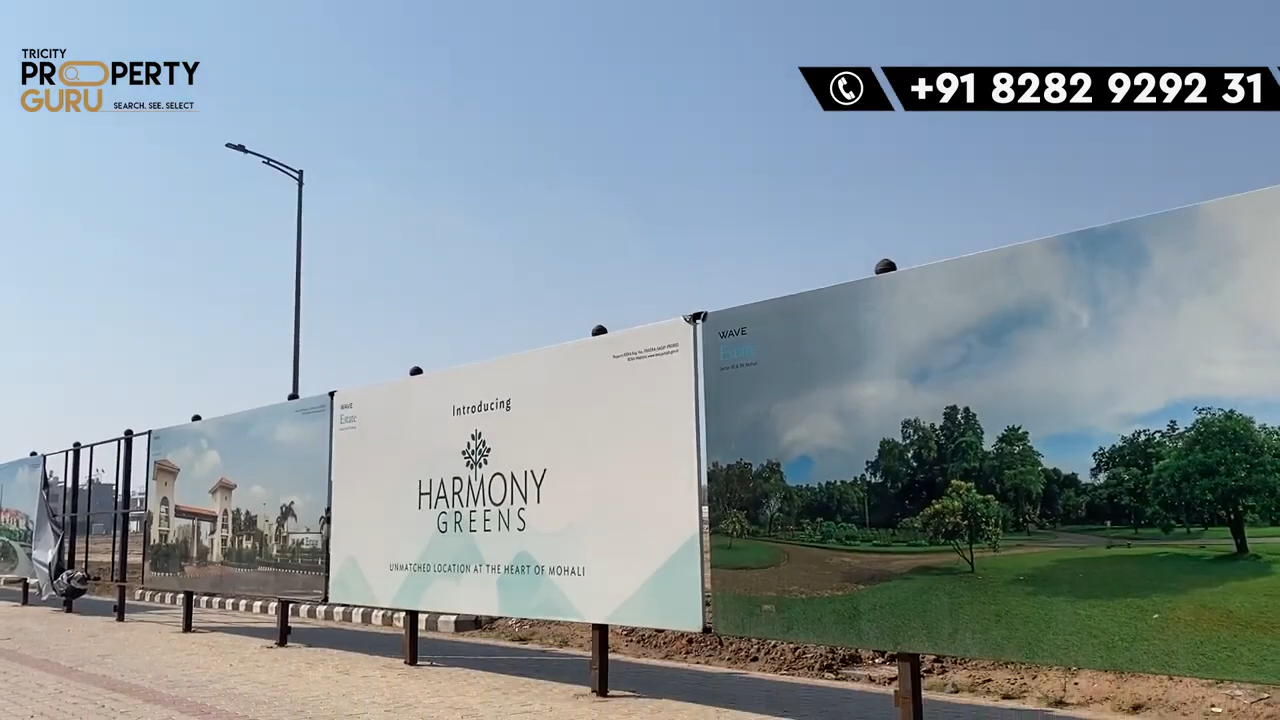 TRICITY
PROPERTY
GURU SEARCH. SEE. SELECT
+91 8282 9292 31
WAVE
Estate
Introducing
HARMONY
GREENS
UNMATCHED LOCATION AT THE HEART OF MOHALI
WAVE
Estate